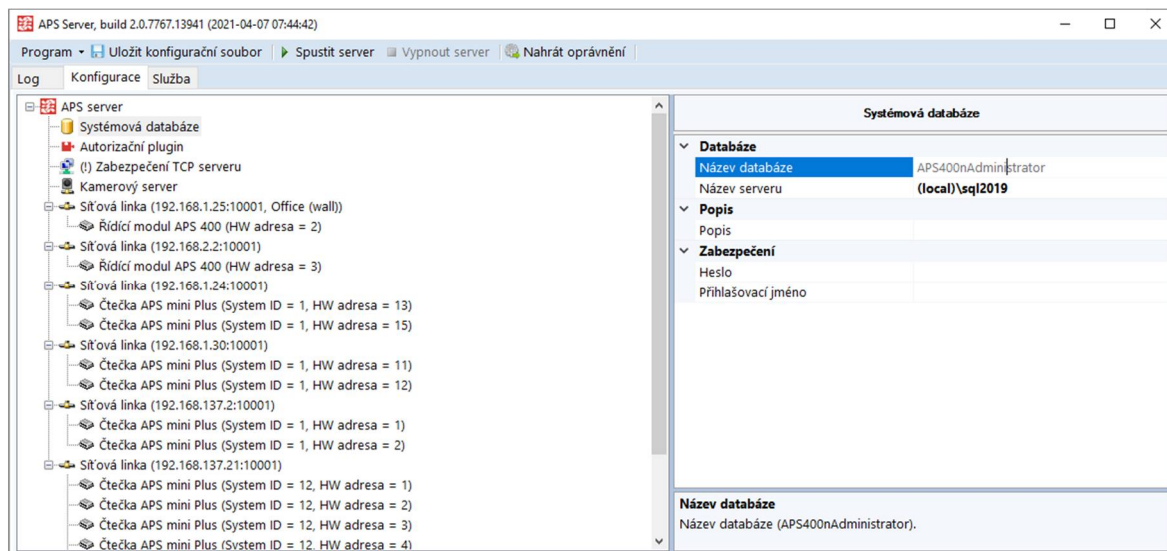 APS Server, build 2.0.7767.13941 (2021-04-07 07:44:42)
Program Uložit konfigurační soubor Spustit server Vypnout server Nahrát oprávnění
Log Konfigurace Služba
APS server
Systémová databáze
Autorizační plugin
(!) Zabezpečení TCP serveru
Kamerový server
Síťová linka (192.168.1.25:10001, Office (wall))
Řídící modul APS 400 (HW adresa = 2)
Síťová linka (192.168.2.2:10001)
Řídící modul APS 400 (HW adresa = 3)
Síťová linka (192.168.1.24:10001)
Čtečka APS mini Plus (System ID = 1, HW adresa = 13)
Čtečka APS mini Plus (System ID = 1, HW adresa = 15)
Síťová linka (192.168.1.30:10001)
Čtečka APS mini Plus (System ID = 1, HW adresa = 11)
Čtečka APS mini Plus (System ID = 1, HW adresa = 12)
Síťová linka (192.168.137.2:10001)
Čtečka APS mini Plus (System ID = 1, HW adresa = 1)
Čtečka APS mini Plus (System ID = 1, HW adresa = 2)
Síťová linka (192.168.137.21:10001)
Čtečka APS mini Plus (System ID = 12, HW adresa = 1)
Čtečka APS mini Plus (System ID = 12, HW adresa = 2)
Čtečka APS mini Plus (System ID = 12, HW adresa = 3)
Čtečka APS mini Plus (System ID = 12, HW adresa = 4)
Systémová databáze
Databáze
Název databáze APS400nAdministrator
Název serveru (local)\sql2019
Popis
Popis
Zabezpečení
Heslo
Přihlašovací jméno
Název databáze
Název databáze (APS400nAdministrator).